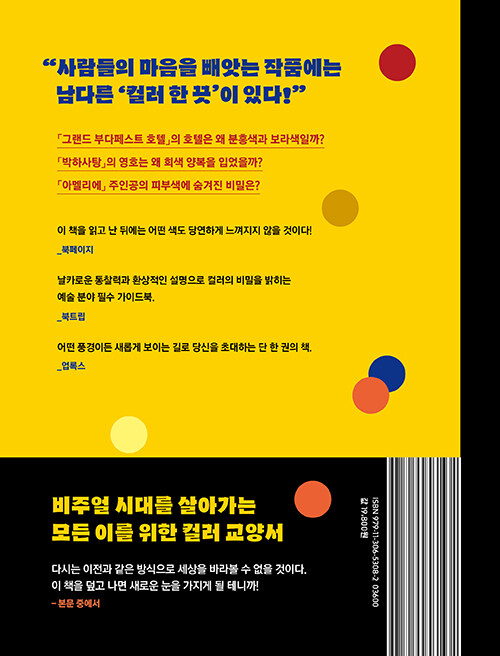 “사람들의 마음을 빼앗는 작품에는
남다른 ‘컬러 한 끗’이 있다!”
「그랜드 부다페스트 호텔」의 호텔은 왜 분홍색과 보라색일까?
「박하사탕」의 영호는 왜 회색 양복을 입었을까?
「아멜리에」 주인공의 피부색에 숨겨진 비밀은?
이 책을 읽고 난 뒤에는 어떤 색도 당연하게 느껴지지 않을 것이다!
_북페이지
날카로운 통찰력과 환상적인 설명으로 컬러의 비밀을 밝히는
예술 분야 필수 가이드북.
_북트립
어떤 풍경이든 새롭게 보이는 길로 당신을 초대하는 단 한 권의 책.
_업록스
비주얼 시대를 살아가는
모든 이를 위한 컬러 교양서
다시는 이전과 같은 방식으로 세상을 바라볼 수 없을 것이다.
이 책을 덮고 나면 새로운 눈을 가지게 될 테니까!
– 본문 중에서
ISBN 979-11-306-5308-2 03600
값 19,800원